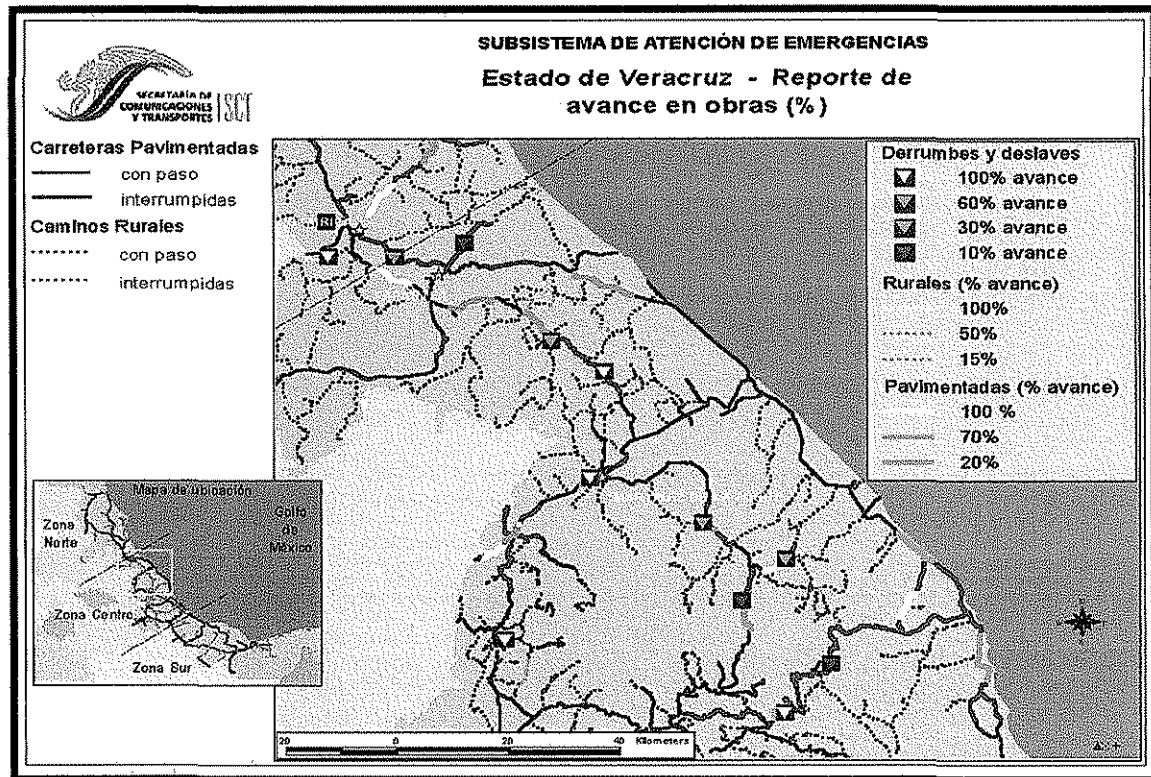 SUBSISTEMA DE ATENCIÓN DE EMERGENCIAS
Estado de Veracruz - Reporte de
avance en obras (%)
SECRETARÍA DE
COMUNICACIONES
Y TRANSPORTES
SCT
Carreteras Pavimentadas
con paso
interrumpidas
Caminos Rurales
con paso
interrumpidas
Derrumbes y deslaves
100% avance
60% avance
30% avance
10% avance
Rurales (% avance)
100%
50%
15%
Pavimentadas (% avance)
100 %
70%
20%
Mapa de ubicación
Golfo
de
México
Zona
Norte
Zona Centro
Zona Sur
20 0 20 40 Kilometers